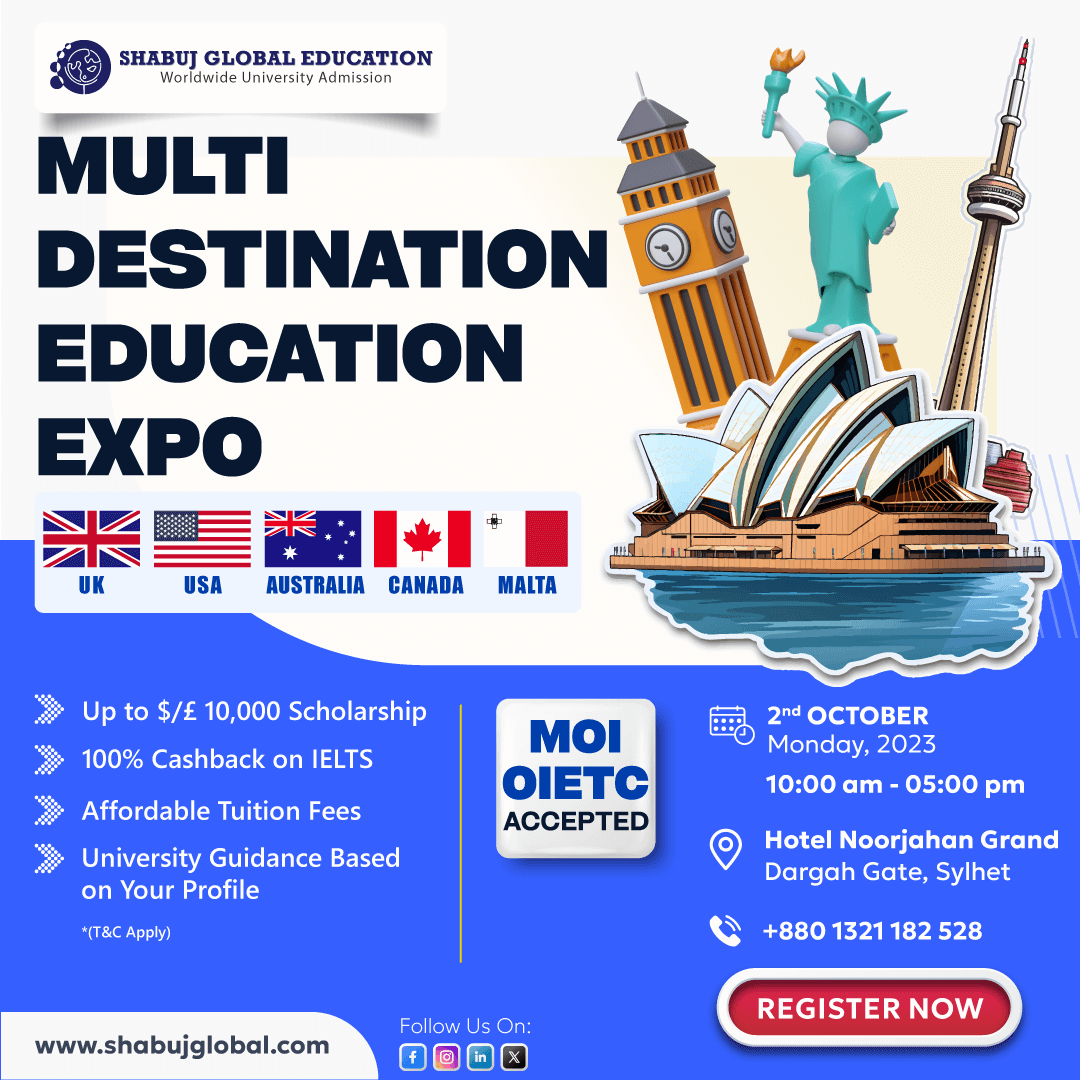 SHABUJ GLOBAL EDUCATION
Worldwide University Admission
MULTI
DESTINATION
EDUCATION
EXPO
UK
USA
AUSTRALIA
CANADA
MALTA
Up to $/£ 10,000 Scholarship
100% Cashback on IELTS
Affordable Tuition Fees
University Guidance Based
on Your Profile
*(T&C Apply)
MOI
OIETC
ACCEPTED
2nd OCTOBER
Monday, 2023
10:00 am - 05:00 pm
Hotel Noorjahan Grand
Dargah Gate, Sylhet
+880 1321 182 528
REGISTER NOW
www.shabujglobal.com
Follow Us On: